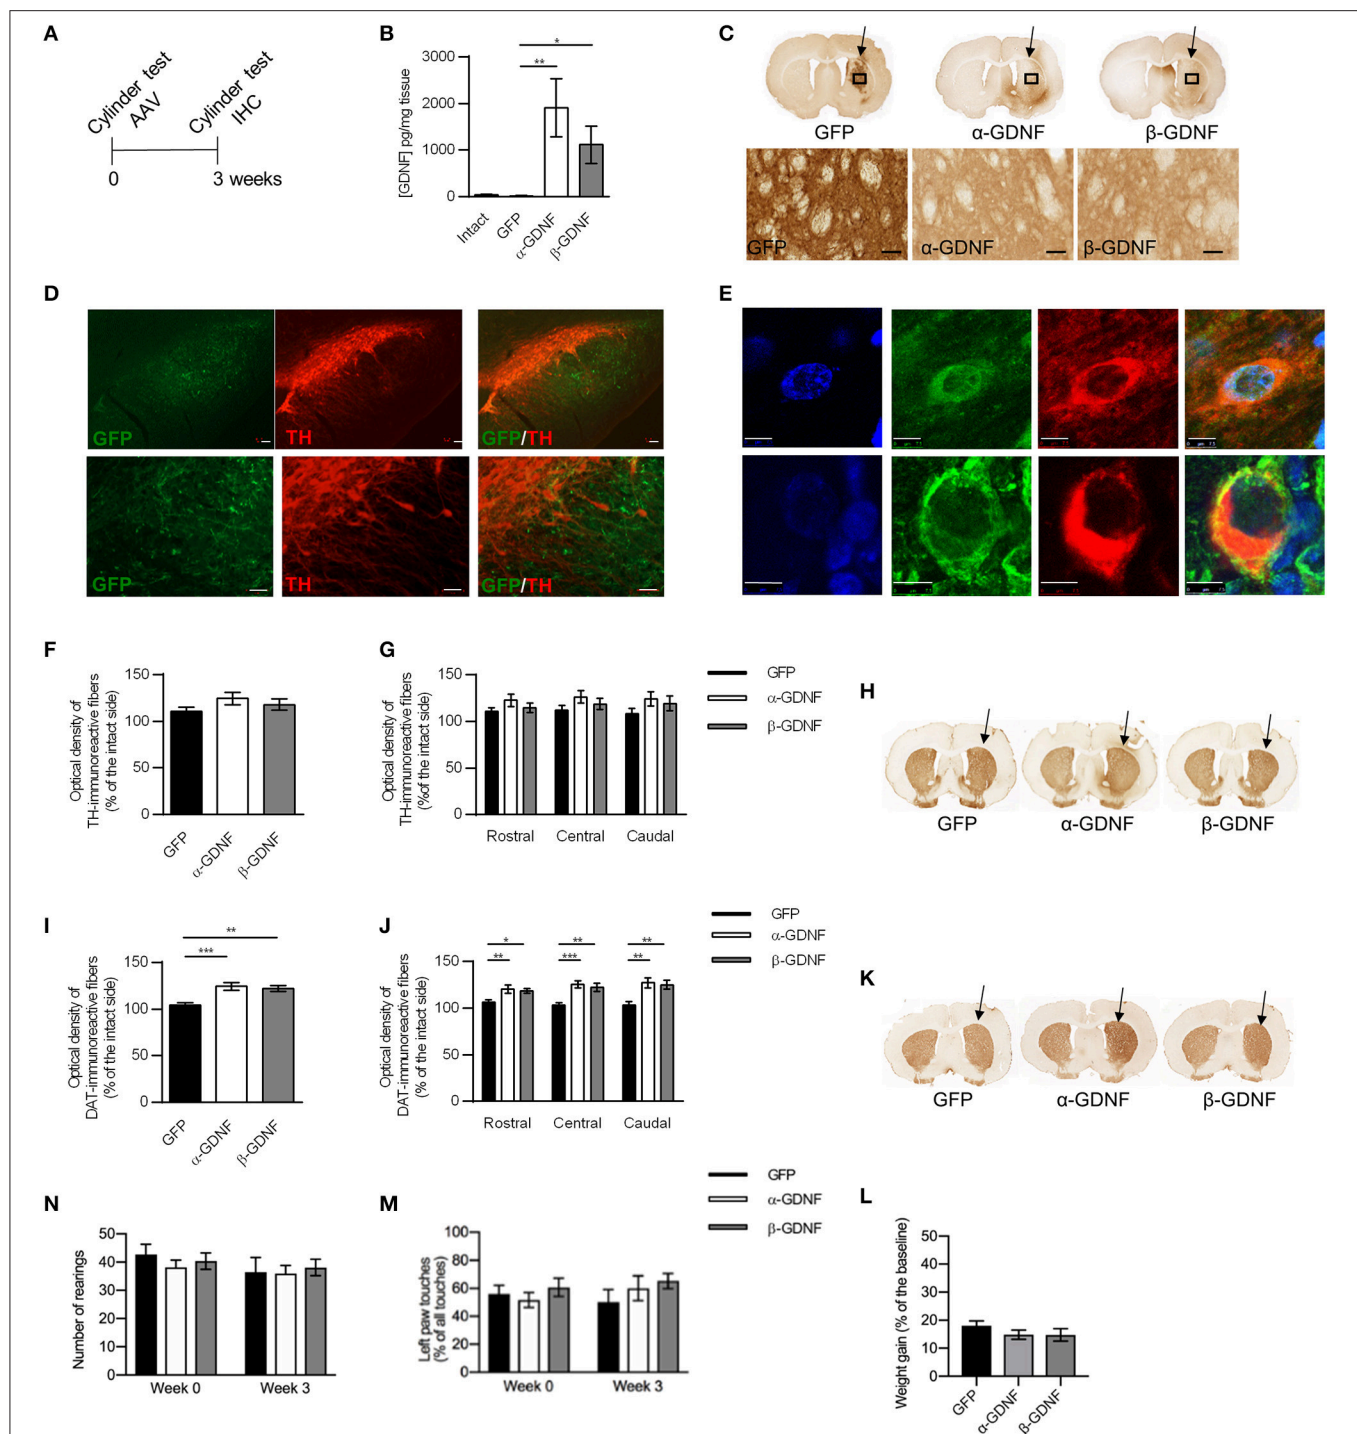 A
Cylinder test
AAV
Cylinder test
IHC
0
3 weeks
B
[GDNF] pg/mg tissue
3000
2000
1000
0
*
**
Intact
GFP
α-GDNF
β-GDNF
C
GFP
α-GDNF
β-GDNF
GFP
α-GDNF
β-GDNF
D
GFP
TH
GFP/TH
GFP
TH
GFP/TH
E
F
Optical density of
TH-immunoreactive fibers
(% of the intact side)
150
100
50
0
GFP
α-GDNF
β-GDNF
G
Optical density of
TH-immunoreactive fibers
(%of the intact side)
150
100
50
0
Rostral
Central
Caudal
GFP
α-GDNF
β-GDNF
H
GFP
α-GDNF
β-GDNF
I
Optical density of
DAT-immunoreactive fibers
(% of the intact side)
150
100
50
0
**
***
GFP
α-GDNF
β-GDNF
J
Optical density of
DAT-immunoreactive fibers
(% of the intact side)
150
100
50
0
*
**
**
***
**
**
Rostral
Central
Caudal
GFP
α-GDNF
β-GDNF
K
GFP
α-GDNF
β-GDNF
N
Number of rearings
50
40
30
20
10
0
Week 0
Week 3
M
Left paw touches
(% of all touches)
100
80
60
40
20
0
Week 0
Week 3
GFP
α-GDNF
β-GDNF
L
Weight gain (% of the baseline)
50
40
30
20
10
0
GFP
α-GDNF
β-GDNF